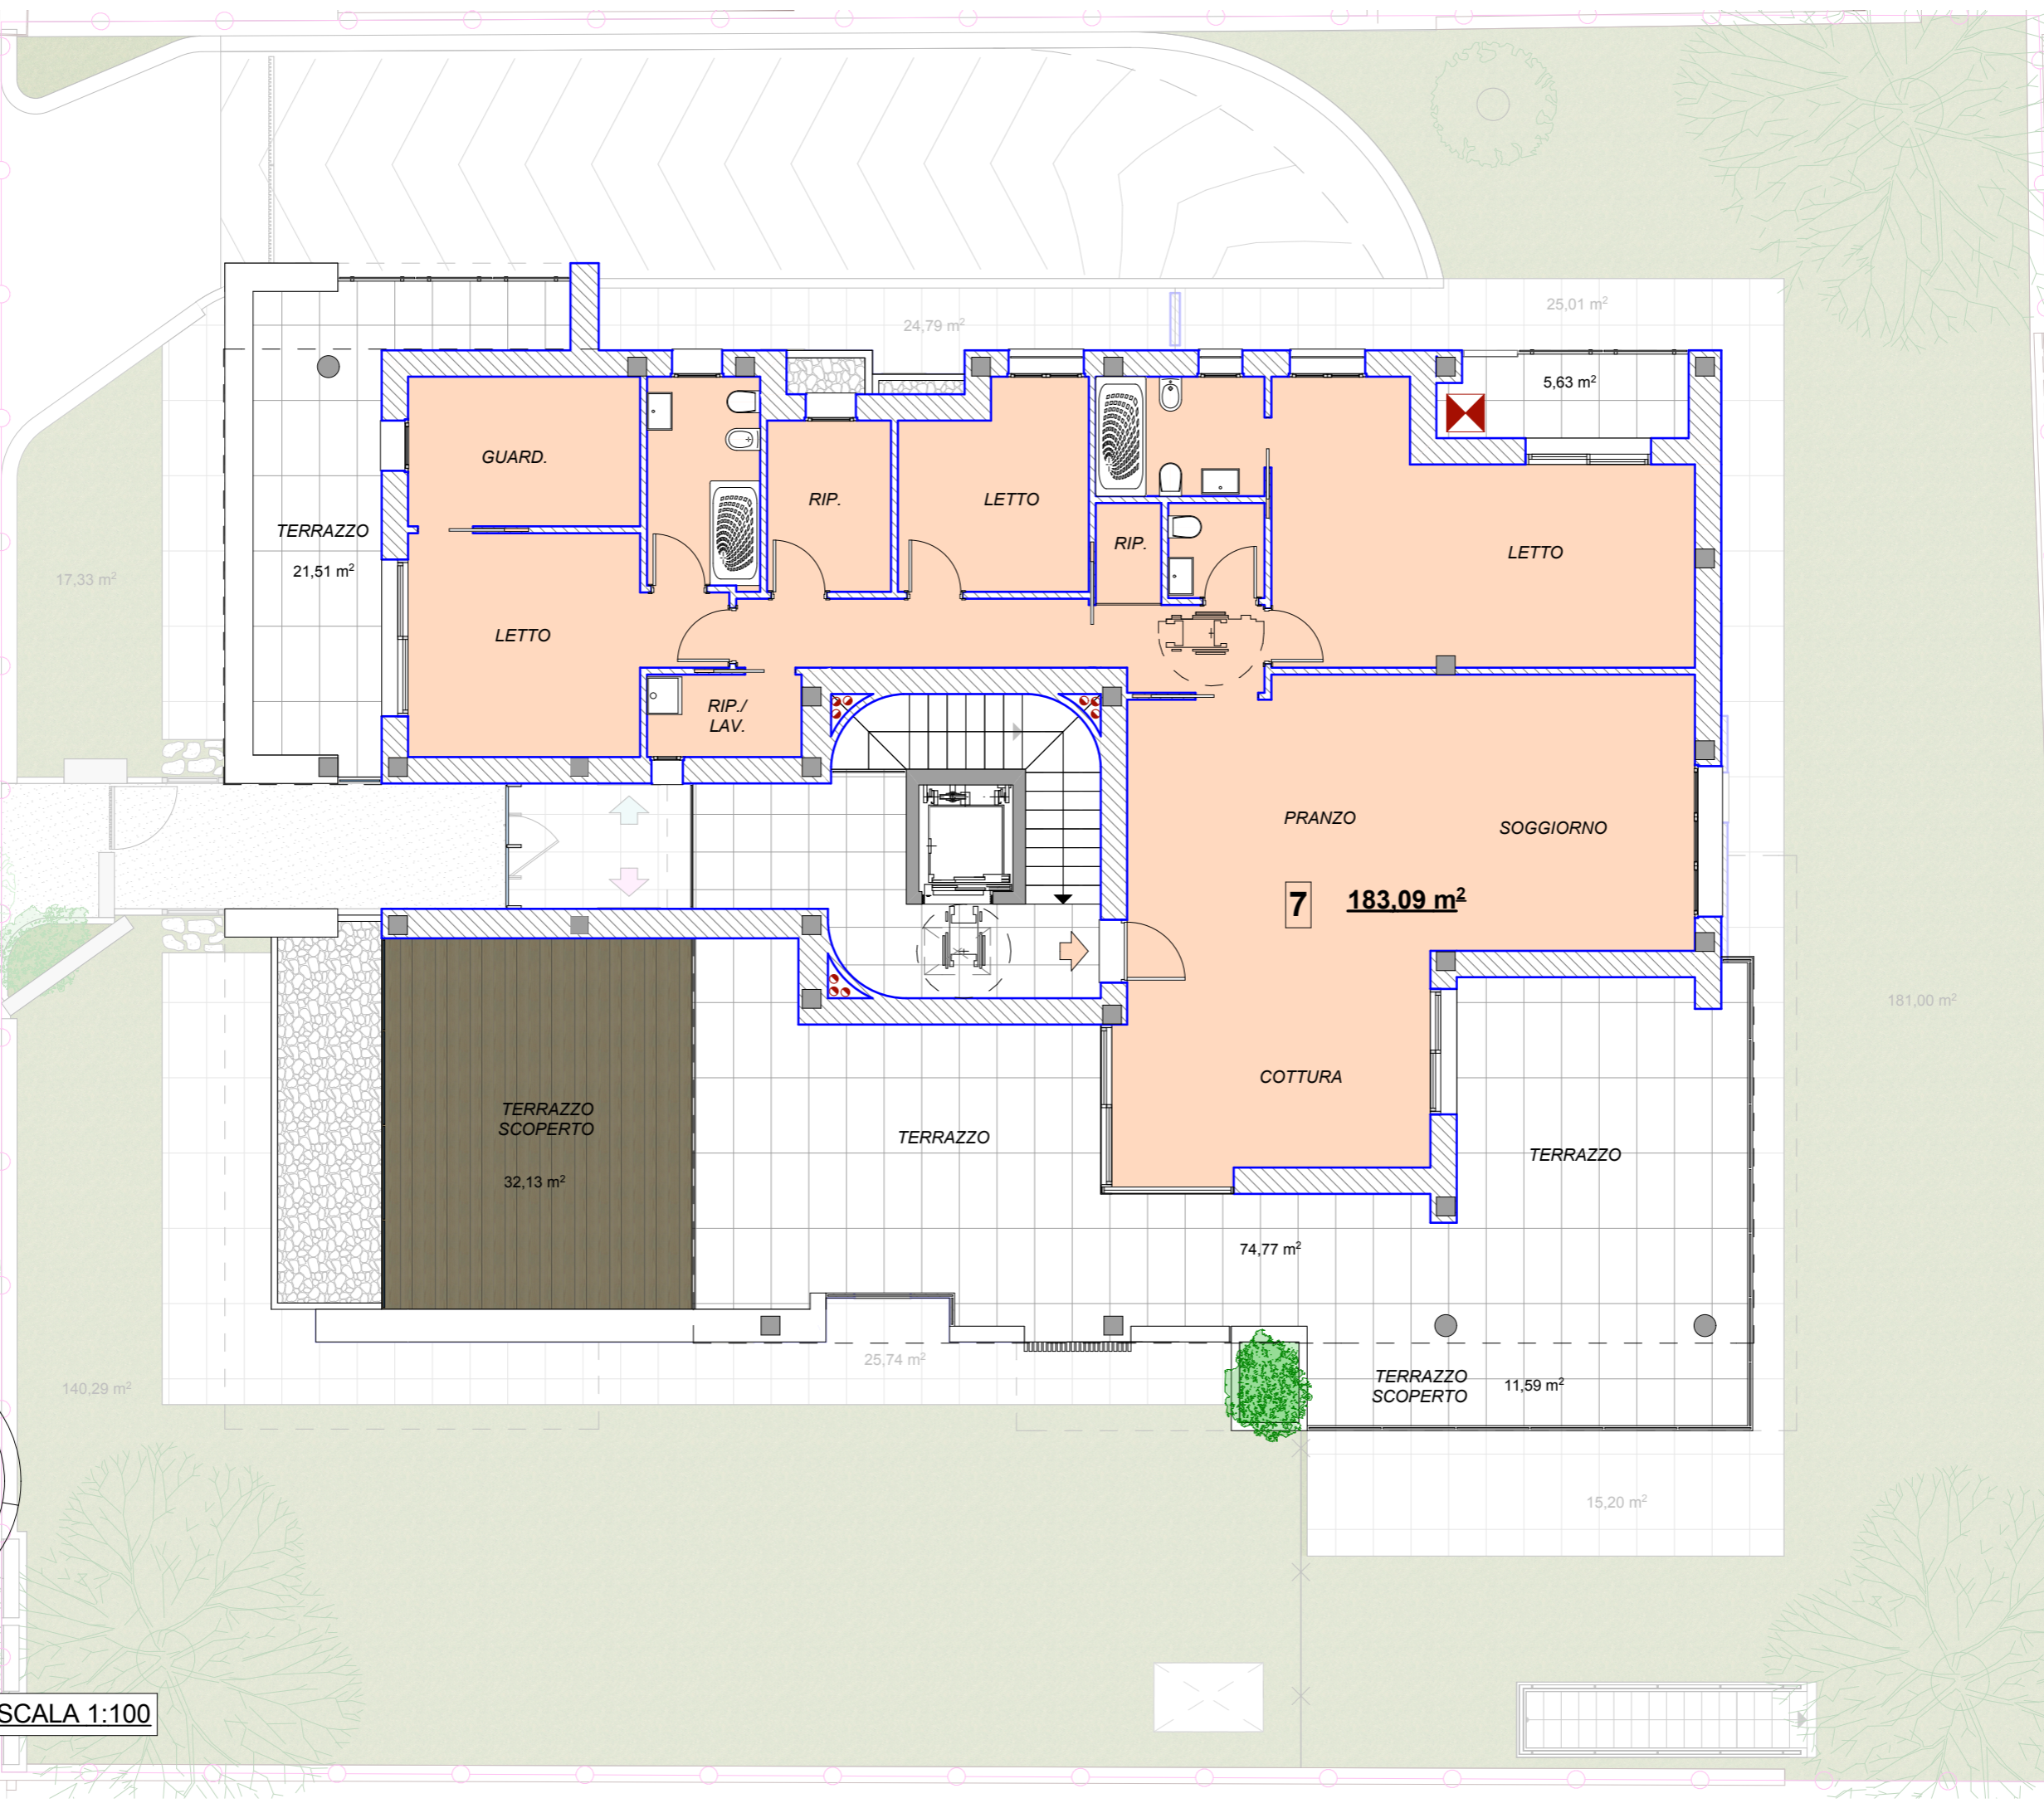 25,01 m²
24,79 m²
5,63 m²
GUARD.
RIP.
LETTO
TERRAZZO
21,51 m²
RIP.
LETTO
17,33 m²
LETTO
RIP./
LAV.
PRANZO
SOGGIORNO
7
183,09 m²
181,00 m²
COTTURA
TERRAZZO
SCOPERTO
32,13 m²
TERRAZZO
TERRAZZO
74,77 m²
25,74 m²
140,29 m²
TERRAZZO
SCOPERTO
11,59 m²
15,20 m²
SCALA 1:100